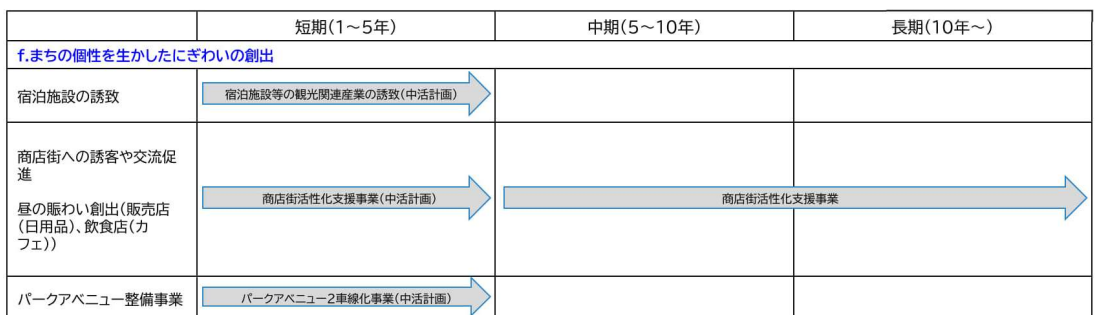 短期(1～5年)
中期(5～10年)
長期(10年～)
f.まちの個性を生かしたにぎわいの創出
宿泊施設の誘致
宿泊施設等の観光関連産業の誘致(中活計画)
商店街への誘客や交流促
進
昼の賑わい創出(販売店
(日用品)、飲食店(カ
フェ))
商店街活性化支援事業(中活計画)
商店街活性化支援事業
パークアベニュー整備事業
パークアベニュー2車線化事業(中活計画)